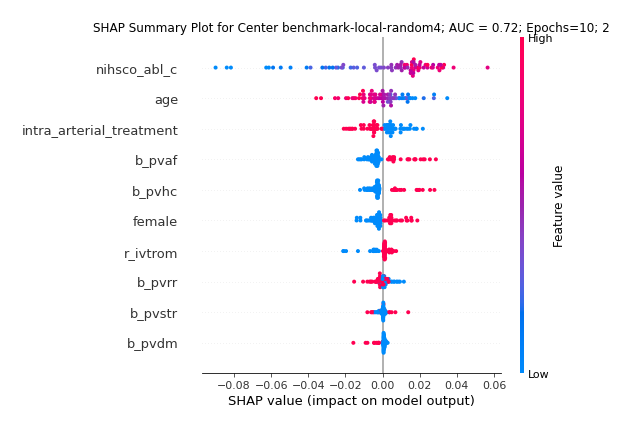 SHAP Summary Plot for Center benchmark-local-random4; AUC = 0.72; Epochs=10; 2
High
nihsco_abl_c
age
intra_arterial_treatment
b_pvaf
b_pvhc
female
r_ivtrom
b_pvrr
b_pvstr
b_pvdm
Feature value
Low
−0.08 −0.06 −0.04 −0.02 0.00 0.02 0.04 0.06
SHAP value (impact on model output)